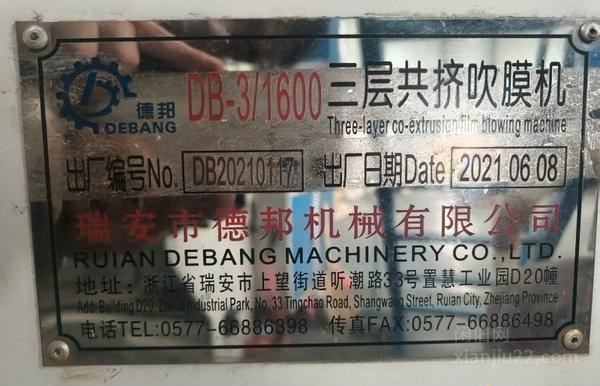 德邦
DEBANG
DB-3/1600 三层共挤吹膜机
Three-layer co-extrusion film blowing machine
出厂编号No. DB20210117 出厂日期Date 2021 06 08
瑞安市德邦机械有限公司
RUIAN DEBANG MACHINERY CO.,LTD.
地址: 浙江省瑞安市上望街道听潮路33号置慧工业园D20幢
Add: Building D20, Zhihui Industrial Park, No. 33 Tingchao Road, Shangwang Street, Ruian City, Zhejiang Province
电话TEL:0577-66886398 传真FAX:0577-66886498
xianjiu22.com